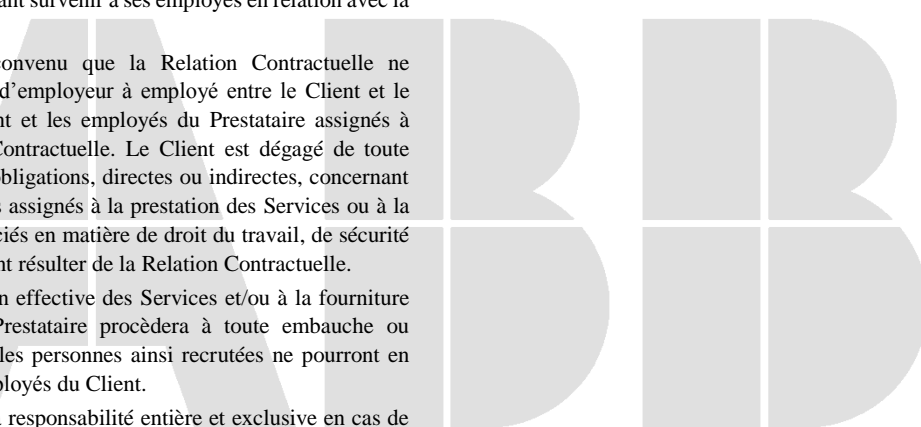 ant survenir à ses employés en relation avec la
onvenu que la Relation Contractuelle ne
d'employeur à employé entre le Client et le
nt et les employés du Prestataire assignés à
Contractuelle. Le Client est dégagé de toute
bligations, directes ou indirectes, concernant
s assignés à la prestation des Services ou à la
ciés en matière de droit du travail, de sécurité
nt résulter de la Relation Contractuelle.
n effective des Services et/ou à la fourniture
Prestataire procèdera à toute embauche ou
les personnes ainsi recrutées ne pourront en
ployés du Client.
a responsabilité entière et exclusive en cas de
ABB